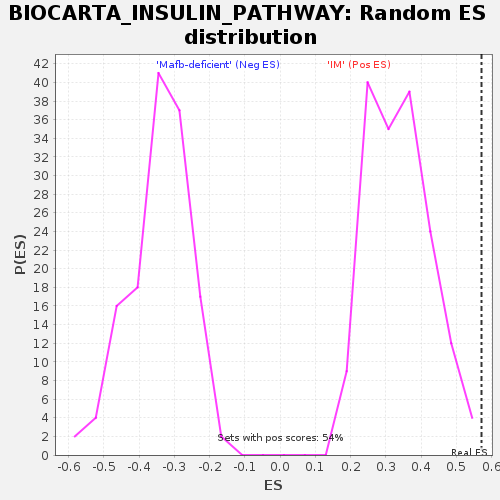 BIOCARTA_INSULIN_PATHWAY: Random ES
distribution
'Mafb-deficient' (Neg ES) 'IM' (Pos ES)
42
40
38
36
34
32
30
28
26
24
22
20
18
16
14
12
10
8
6
4
2
0
P(ES)
Sets with pos scores: 54%
Real ES
-0.6 -0.5 -0.4 -0.3 -0.2 -0.1 0.0 0.1 0.2 0.3 0.4 0.5 0.6
ES